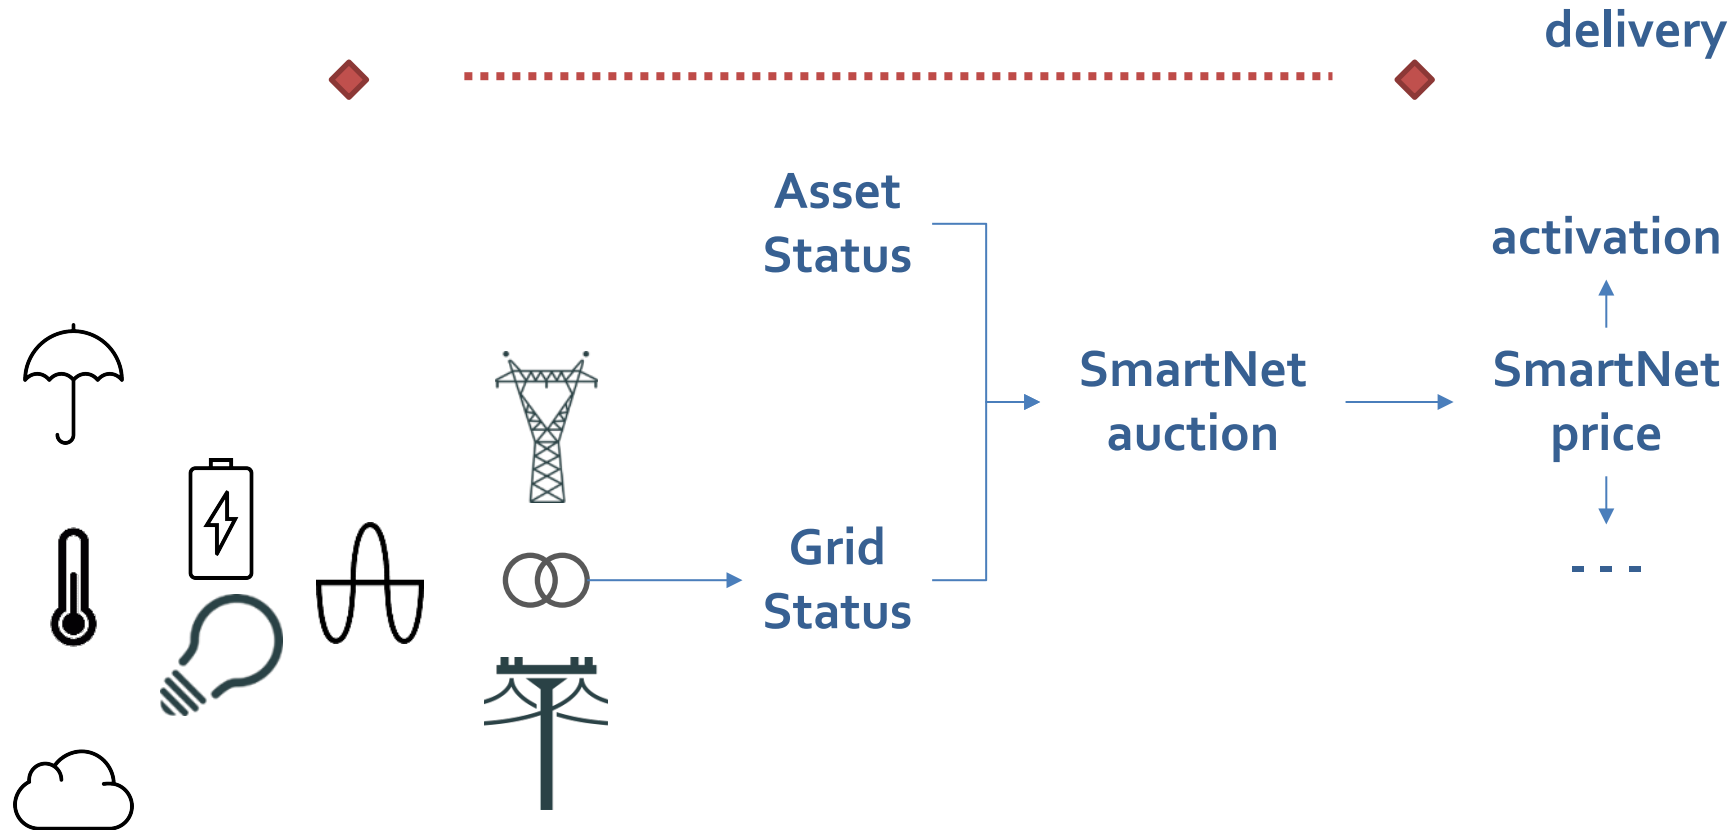 delivery
Asset
Status
activation
SmartNet
auction
SmartNet
price
Grid
Status
- - -